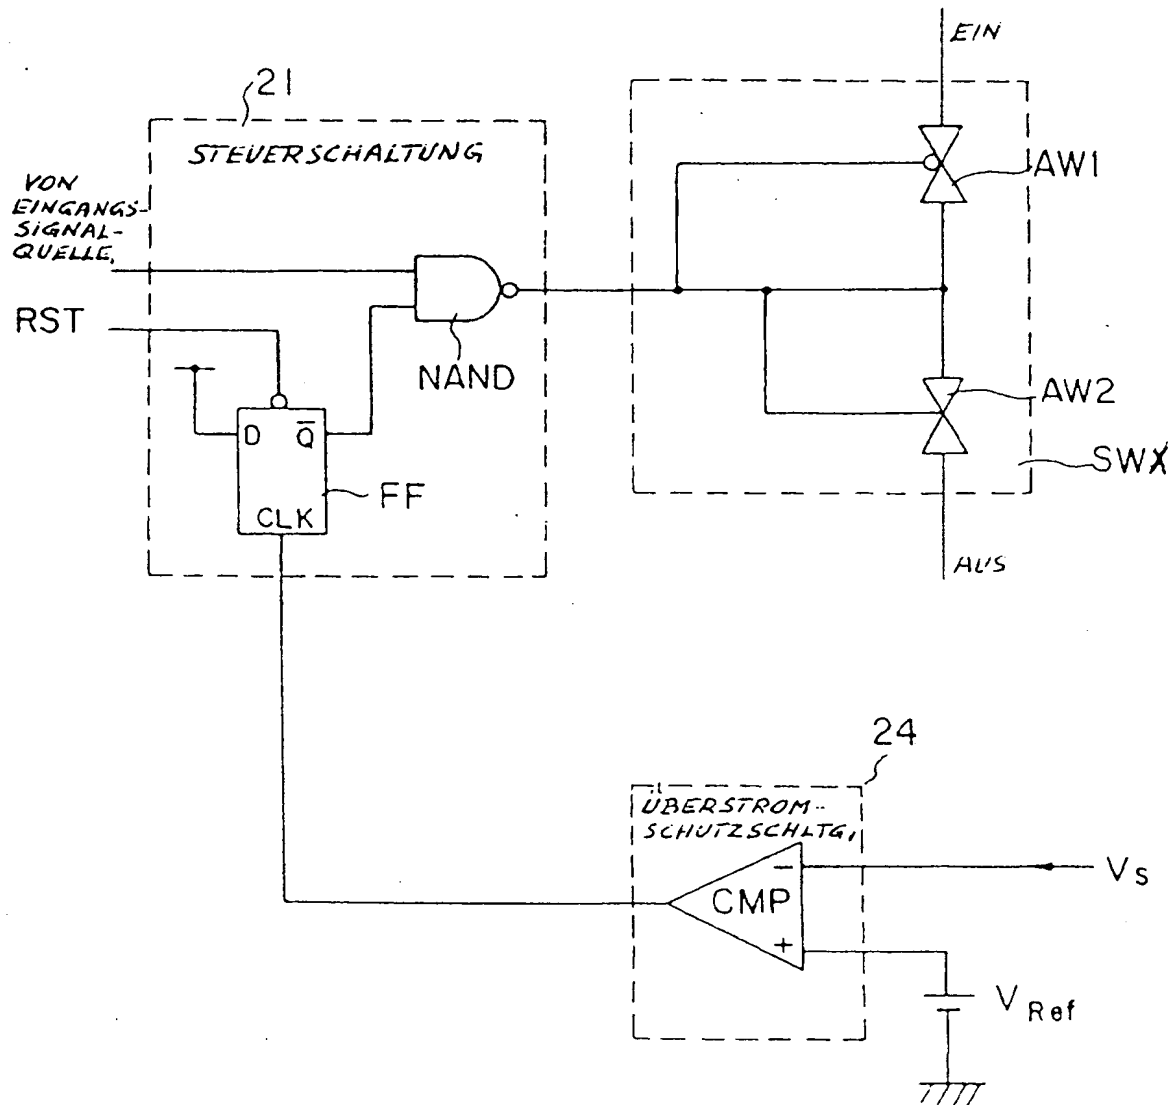 EIN
21
STEUERSCHALTUNG
VON
EINGANGS-
SIGNAL-
QUELLE,
RST
NAND
D Q̅
CLK
FF
AW1
AW2
SWX
AUS
24
ÜBERSTROM-
SCHUTZSCHLTG,
CMP
−
+
Vs
VRef